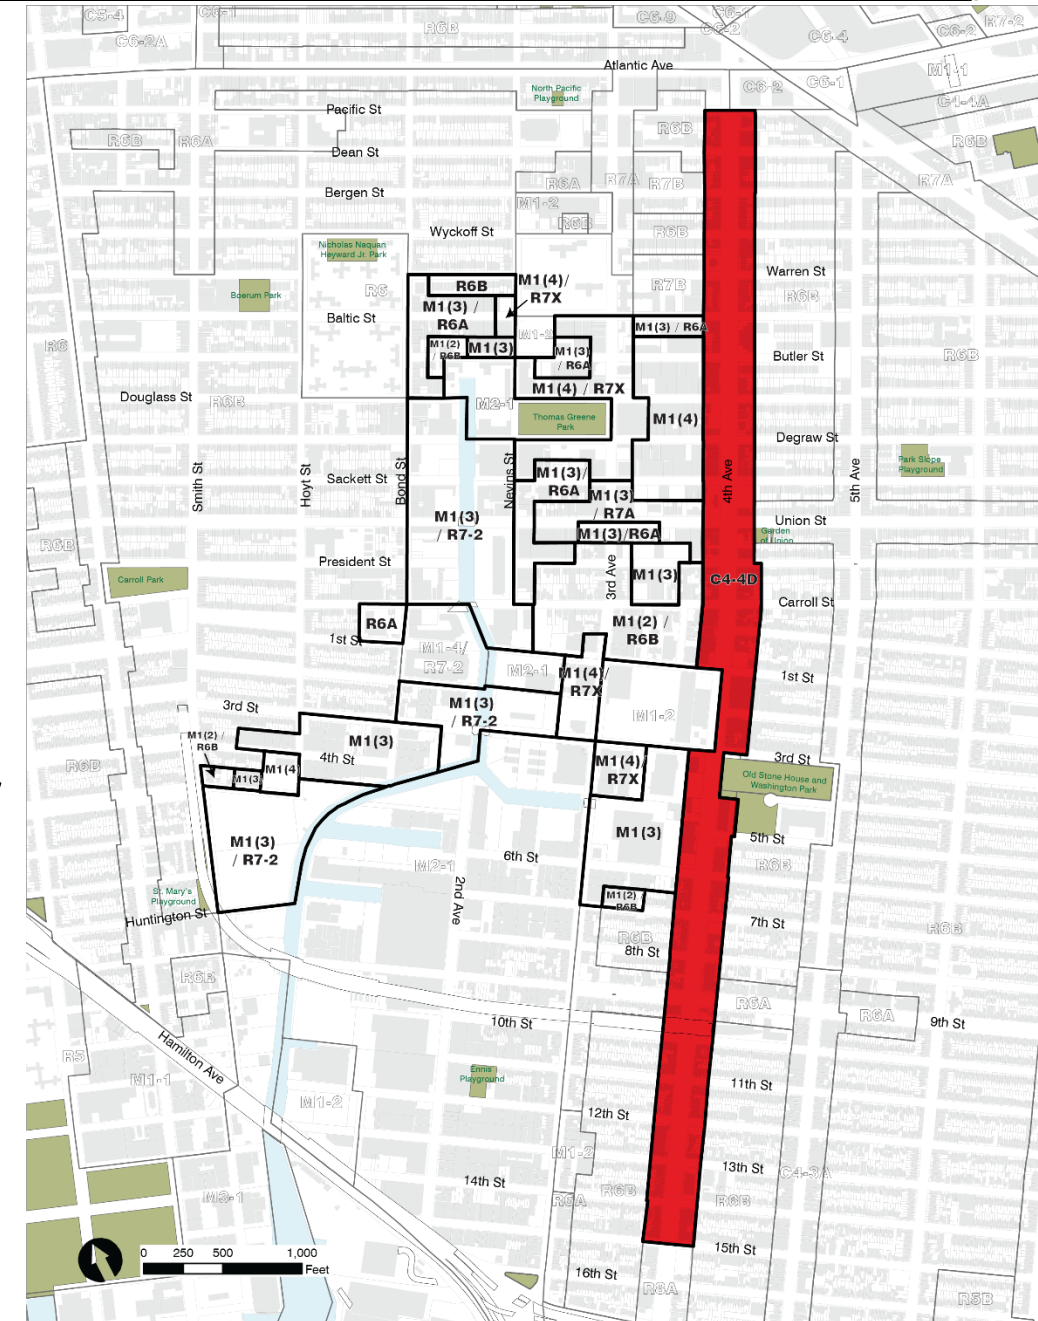 C5-4
C6-1
R6B
C6-9
C6-1
C6-2
C6-2A
C6-4
C6-2
R7-2
Atlantic Ave
M1-1
C6-2
C6-1
C4-4A
North Pacific
Playground
Pacific St
R6B
R6A
R6B
R6B
Dean St
R6A
R7A
R7B
R7A
Bergen St
M1-2
R6B
Wyckoff St
R6B
Nicholas Naquan
Heyward Jr. Park
Warren St
R6
R6B
M1(4)/
R7X
R7B
R6B
Boerum Park
M1(3) /
R6A
Baltic St
M1-2
M1(3) / R6A
R6
M1(2)
/ R6B
M1(3)
M1(3)
/ R6A
Butler St
R6B
M1(4) / R7X
Douglass St
R6B
M2-1
Thomas Greene
Park
M1(4)
Degraw St
Park Slope
Playground
Smith St
Hoyt St
Bond St
Nevins St
4th Ave
5th Ave
Sackett St
M1(3)/
R6A
M1(3)
/ R7A
M1(3)
/ R7-2
Union St
Garden
of Union
M1(3)/R6A
R6B
President St
3rd Ave
M1(3)
C4-4D
Carroll Park
Carroll St
R6A
M1(2) /
R6B
1st St
M1-4/
R7-2
M2-1
M1(4)/
R7X
1st St
3rd St
M1(3)
/ R7-2
M1-2
M1(2) /
R6B
M1(3)
4th St
3rd St
R6B
M1(3)
M1(4)
M1(4)/
R7X
Old Stone House and
Washington Park
M1(3)
/ R7-2
M1(3)
5th St
6th St
M2-1
R6B
2nd Ave
St. Mary's
Playground
M1(2) /
R6B
Huntington St
7th St
R6B
R6B
8th St
R6B
R6A
R6A
10th St
9th St
Hamilton Ave
R5
M1-1
Ennis
Playground
11th St
M1-2
12th St
M1-2
13th St
C4-3A
14th St
M3-1
R6A
R6B
R6B
15th St
0 250 500 1,000
Feet
16th St
R8A
R5B